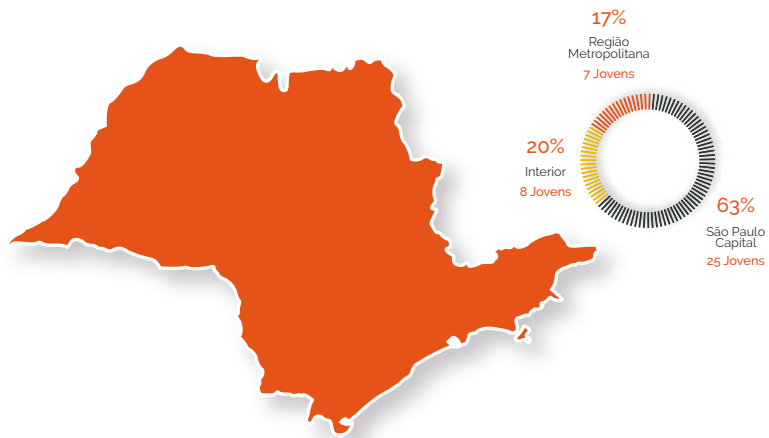 17%
Região
Metropolitana
7 Jovens
20%
Interior
8 Jovens
63%
São Paulo
Capital
25 Jovens